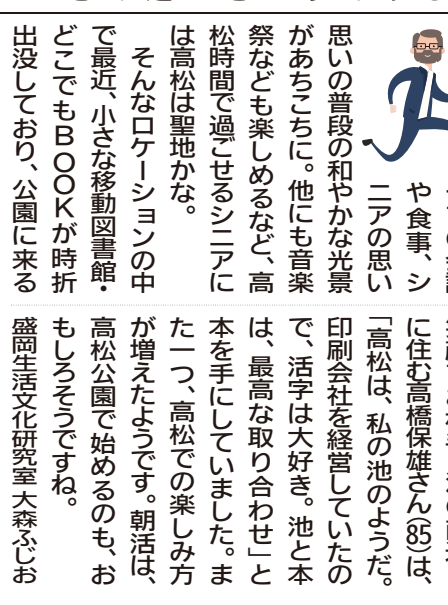 や食事、シ
ニアの思い
思いの普段の和やかな光景
があちこちに。他にも音楽
祭なども楽しめるなど、高
松時間で過ごせるシニアに
は高松は聖地かな。
そんなロケーションの中
で最近、小さな移動図書館・
どこでもBOOKが時折
出没しており、公園に来る
に住む高橋保雄さん(85)は、
「高松は、私の池のようだ。
印刷会社を経営していたの
で、活字は大好き。池と本
は、最高な取り合わせ」と
本を手にしていました。ま
た一つ、高松での楽しみ方
が増えたようです。朝活は、
高松公園で始めるのも、お
もしろそうですね。
盛岡生活文化研究室 大森ふじお